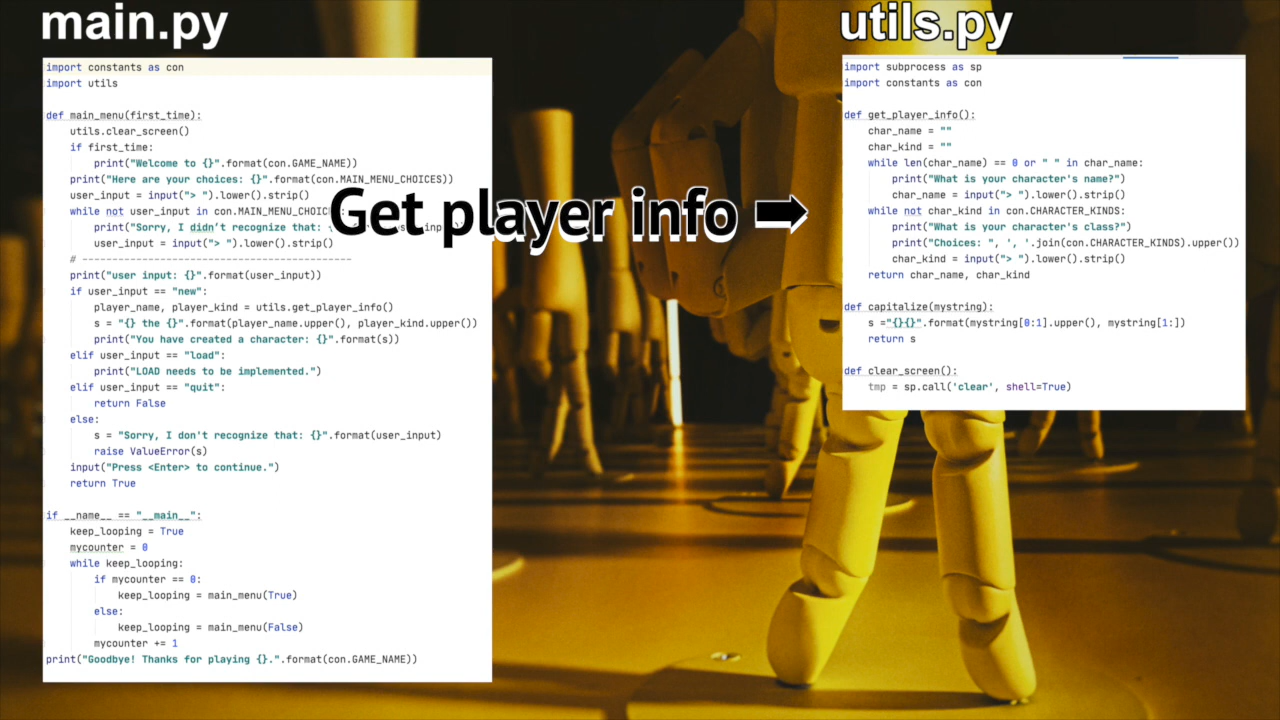 main.py
import constants as con
import utils
def main_menu(first_time):
utils.clear_screen()
if first_time:
print("Welcome to {}".format(con.GAME_NAME))
print("Here are your choices: {}".format(con.MAIN_MENU_CHOICES))
user_input = input("> ").lower().strip()
while not user_input in con.MAIN_MENU_CHOIC
print("Sorry, I didn’t recognize that:
user_input = input("> ").lower().strip()
# ---------------------------------------------
print("user input: {}".format(user_input))
if user_input == "new":
player_name, player_kind = utils.get_player_info()
s = "{} the {}".format(player_name.upper(), player_kind.upper())
print("You have created a character: {}".format(s))
elif user_input == "load":
print("LOAD needs to be implemented.")
elif user_input == "quit":
return False
else:
s = "Sorry, I don't recognize that: {}".format(user_input)
raise ValueError(s)
input("Press <Enter> to continue.")
return True
if __name__ == "__main__":
keep_looping = True
mycounter = 0
while keep_looping:
if mycounter == 0:
keep_looping = main_menu(True)
else:
keep_looping = main_menu(False)
mycounter += 1
print("Goodbye! Thanks for playing {}.".format(con.GAME_NAME))
Get player info ➡
utils.py
import subprocess as sp
import constants as con
def get_player_info():
char_name = ""
char_kind = ""
while len(char_name) == 0 or " " in char_name:
print("What is your character's name?")
char_name = input("> ").lower().strip()
while not char_kind in con.CHARACTER_KINDS:
print("What is your character's class?")
print("Choices: ", ', '.join(con.CHARACTER_KINDS).upper())
char_kind = input("> ").lower().strip()
return char_name, char_kind
def capitalize(mystring):
s ="{}{}".format(mystring[0:1].upper(), mystring[1:])
return s
def clear_screen():
tmp = sp.call('clear', shell=True)